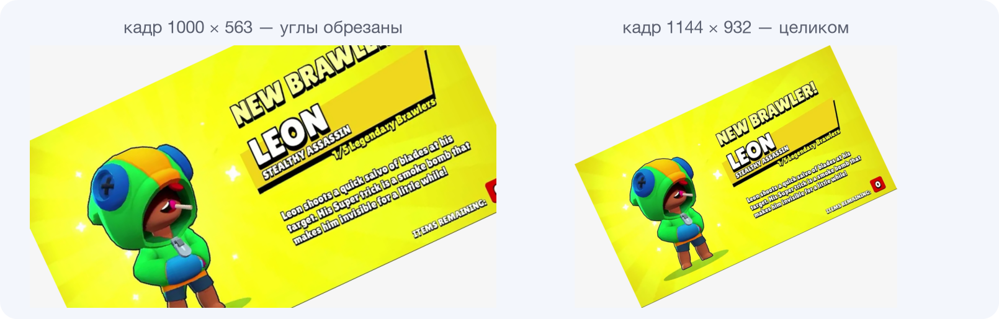 кадр 1000 × 563 — углы обрезаны
NEW BRAWLER
LEON
STEALTHY ASSASSIN
1/5 Legendary Brawlers
Leon shoots a quick salvo of blades at his
target. His Super trick is a smoke bomb that
makes him invisible for a little while!
ITEMS REMAINING:
кадр 1144 × 932 — целиком
NEW BRAWLER!
LEON
STEALTHY ASSASSIN
1/5 Legendary Brawlers
Leon shoots a quick salvo of blades at his
target. His Super trick is a smoke bomb that
makes him invisible for a little while!
ITEMS REMAINING: 0